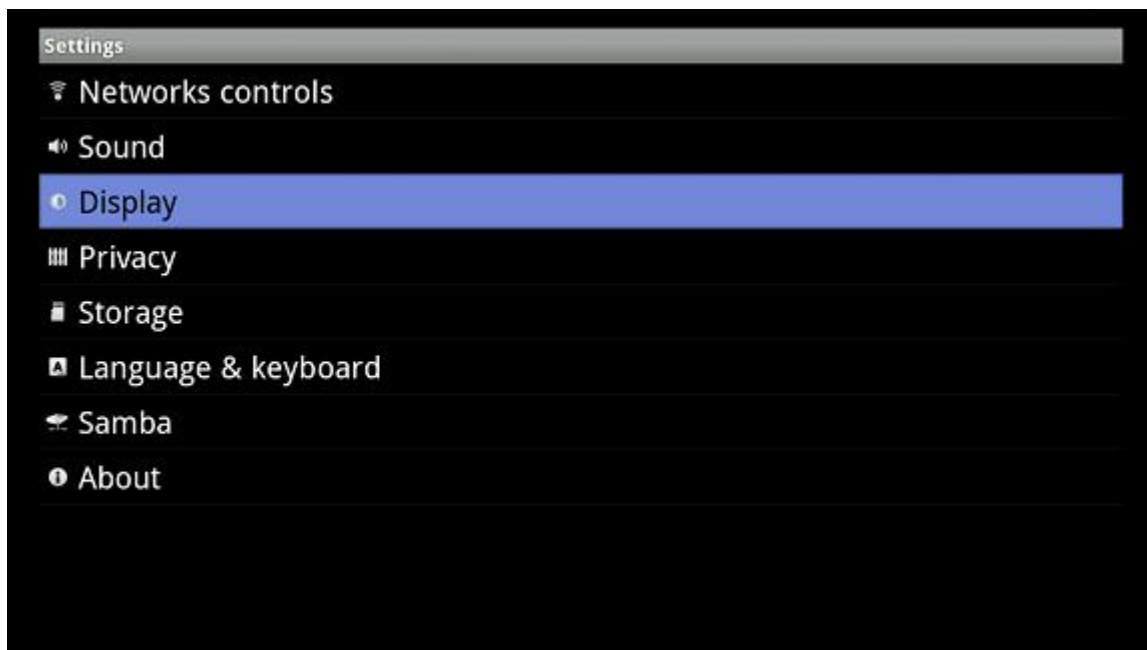 Settings
Networks controls
Sound
Display
Privacy
Storage
Language & keyboard
Samba
About